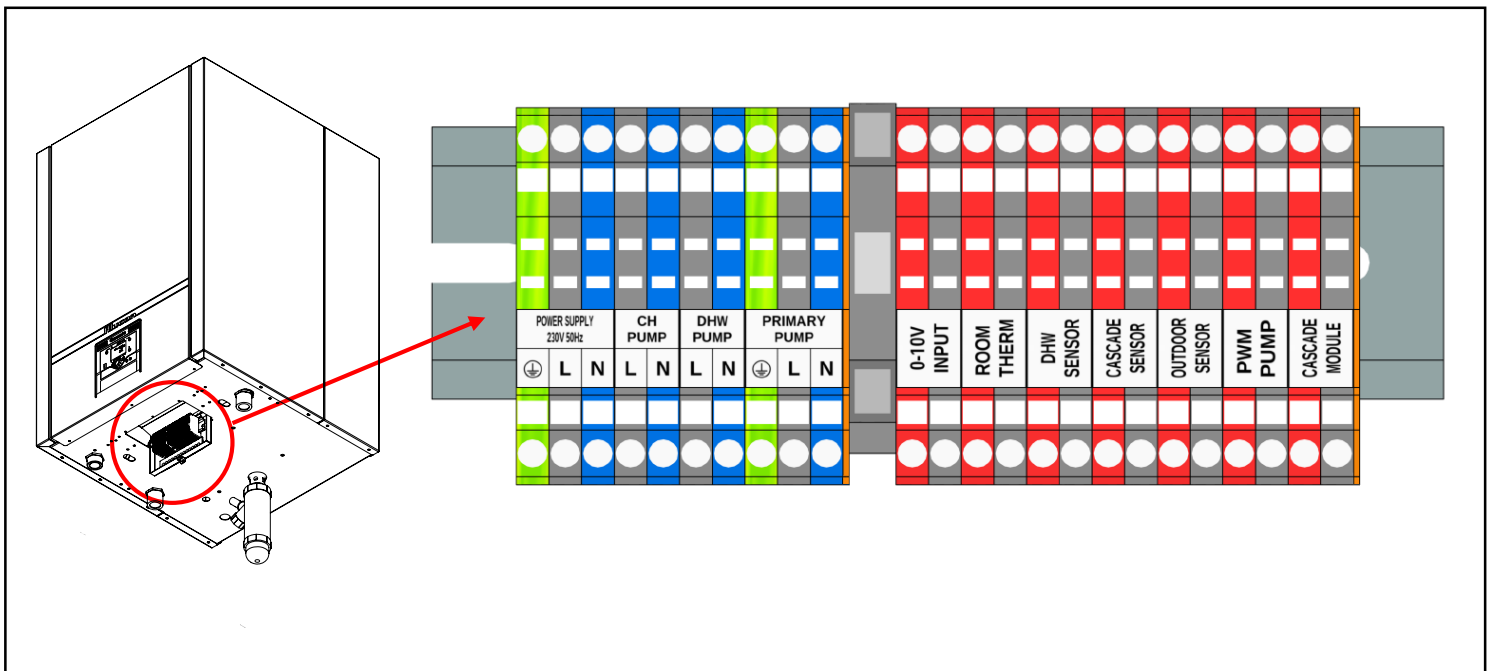 POWER SUPPLY
230V 50Hz
CH
PUMP
DHW
PUMP
PRIMARY
PUMP
L N L N L N L N
0-10V
INPUT
ROOM
THERM
DHW
SENSOR
CASCADE
SENSOR
OUTDOOR
SENSOR
PWM
PUMP
CASCADE
MODULE